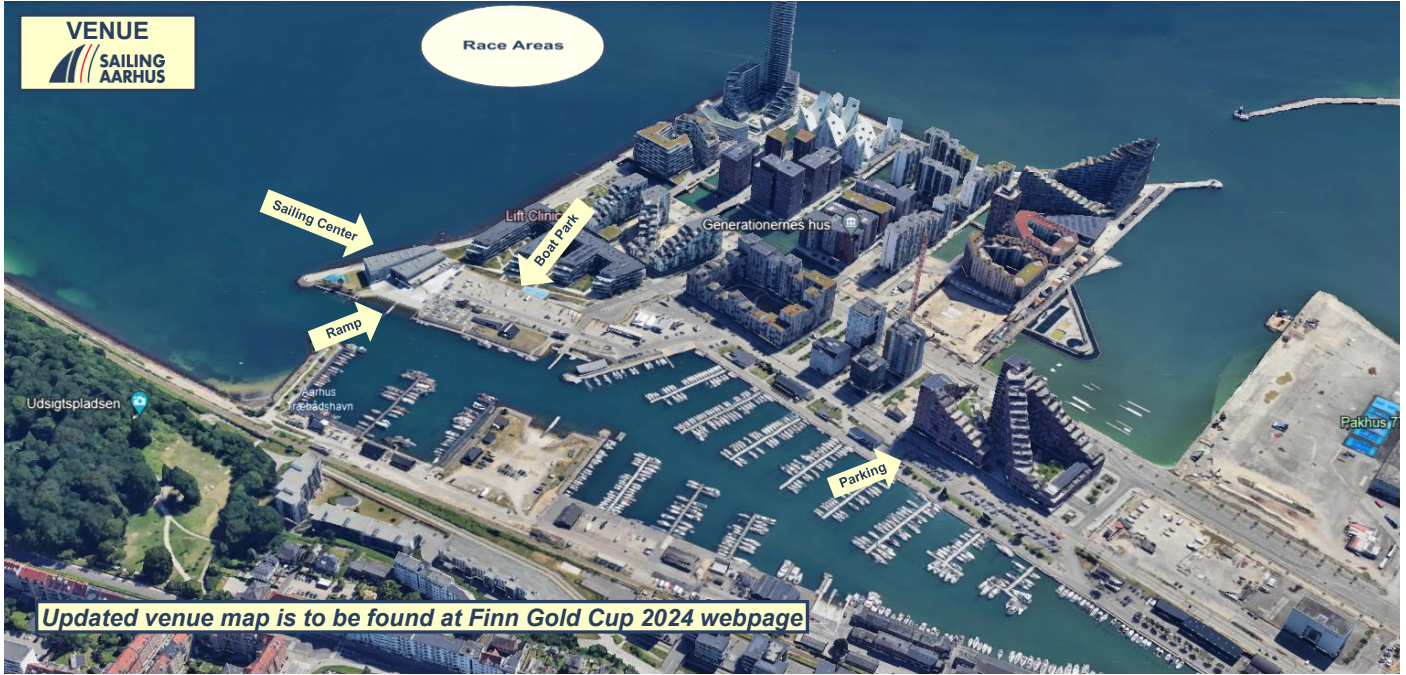 VENUE
SAILING
AARHUS
Race Areas
Sailing Center
Lift Clinic
Boat Park
Generationernes hus
Ramp
Udsigtspladsen
Aarhus
Træbådshavn
Pakhus 7
Parking
Updated venue map is to be found at Finn Gold Cup 2024 webpage